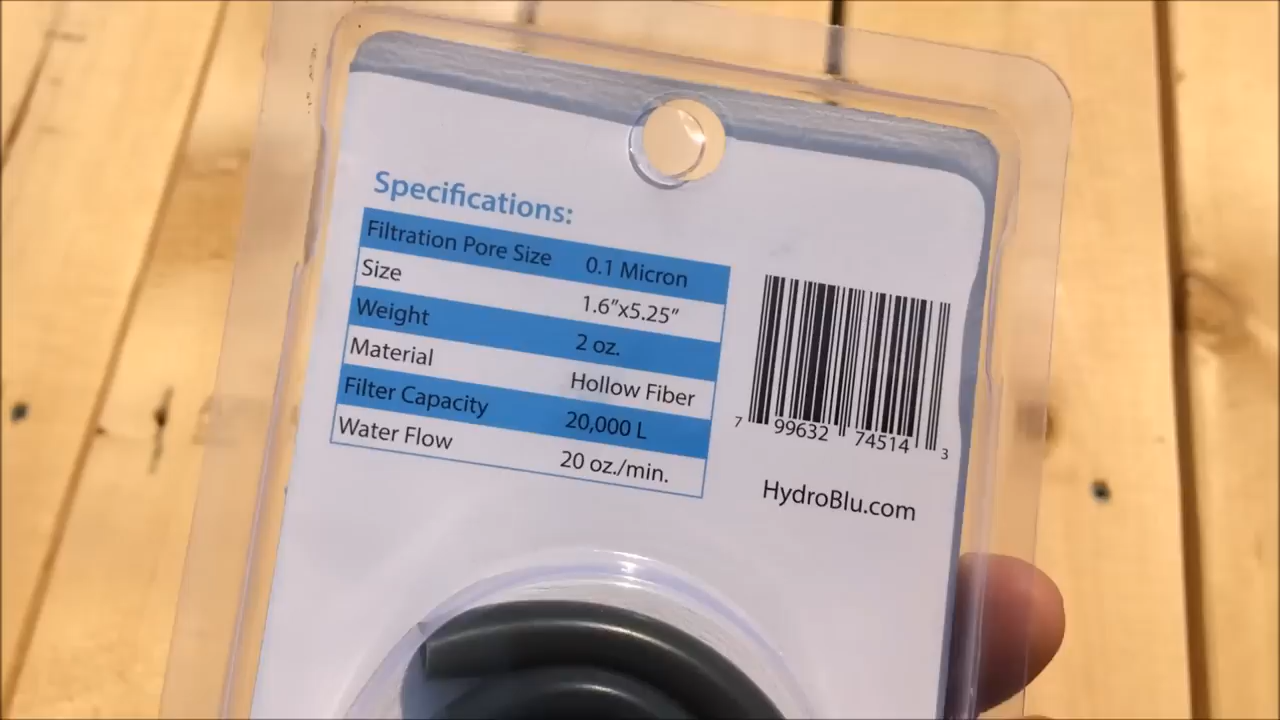 Specifications:
Filtration Pore Size 0.1 Micron
Size 1.6”x5.25”
Weight 2 oz.
Material Hollow Fiber
Filter Capacity 20,000 L
Water Flow 20 oz./min.
7 99632 74514 3
HydroBlu.com